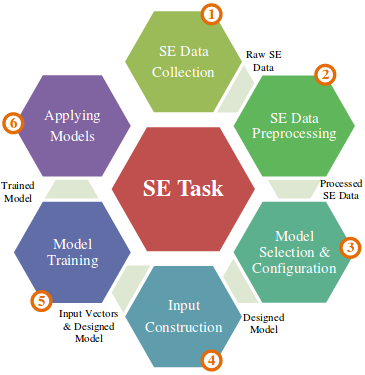 1
SE Data
Collection
Raw SE
Data
2
SE Data
Preprocessing
Processed
SE Data
3
Model
Selection &
Configuration
Designed
Model
4
Input
Construction
Input Vectors
& Designed
Model
5
Model
Training
Trained
Model
6
Applying
Models
SE Task